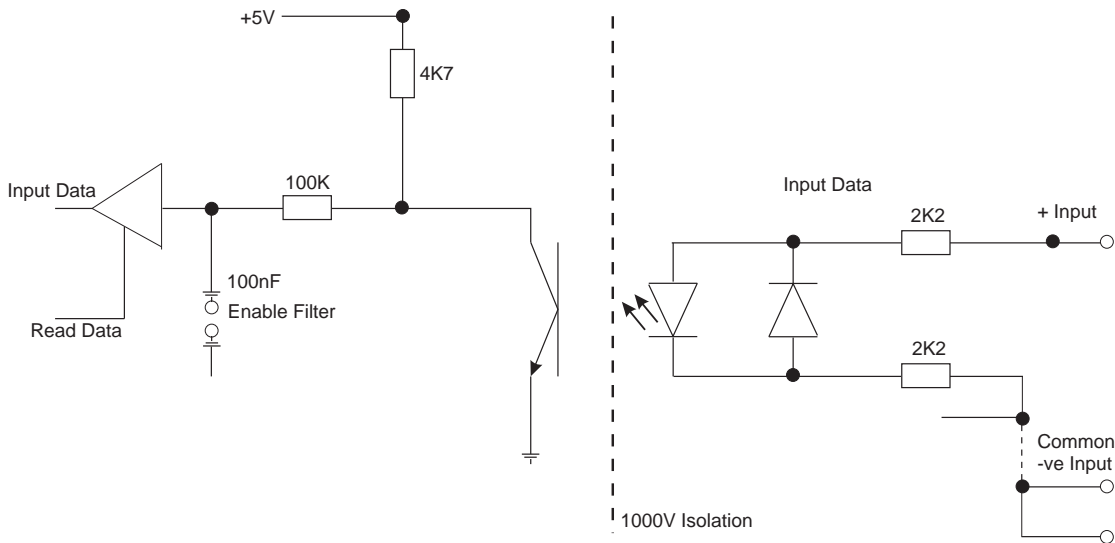 +5V
4K7
Input Data
100K
Input Data
2K2
+ Input
100nF
Enable Filter
Read Data
2K2
Common
-ve Input
1000V Isolation